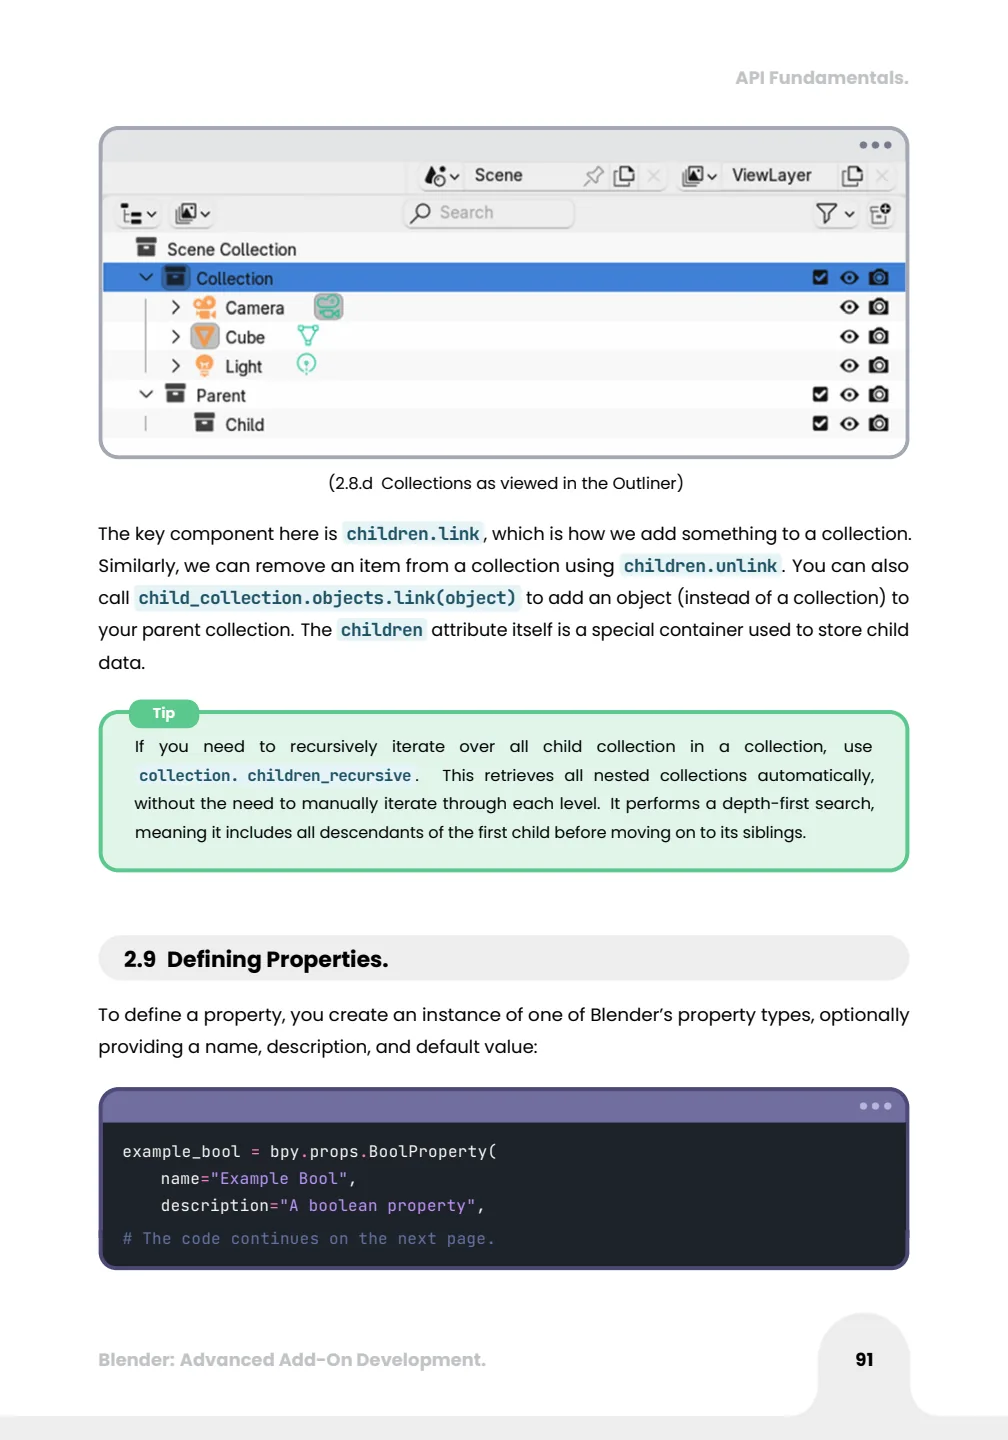 API Fundamentals.
Scene
ViewLayer
Search
Scene Collection
Collection
Camera
Cube
Light
Parent
Child
(2.8.d Collections as viewed in the Outliner)
The key component here is children.link, which is how we add something to a collection.
Similarly, we can remove an item from a collection using children.unlink. You can also
call child_collection.objects.link(object) to add an object (instead of a collection) to
your parent collection. The children attribute itself is a special container used to store child
data.
Tip
If you need to recursively iterate over all child collection in a collection, use
collection. children_recursive. This retrieves all nested collections automatically,
without the need to manually iterate through each level. It performs a depth-first search,
meaning it includes all descendants of the first child before moving on to its siblings.
2.9 Defining Properties.
To define a property, you create an instance of one of Blender’s property types, optionally
providing a name, description, and default value:
example_bool = bpy.props.BoolProperty(
    name="Example Bool",
    description="A boolean property",
# The code continues on the next page.
Blender: Advanced Add-On Development.
91